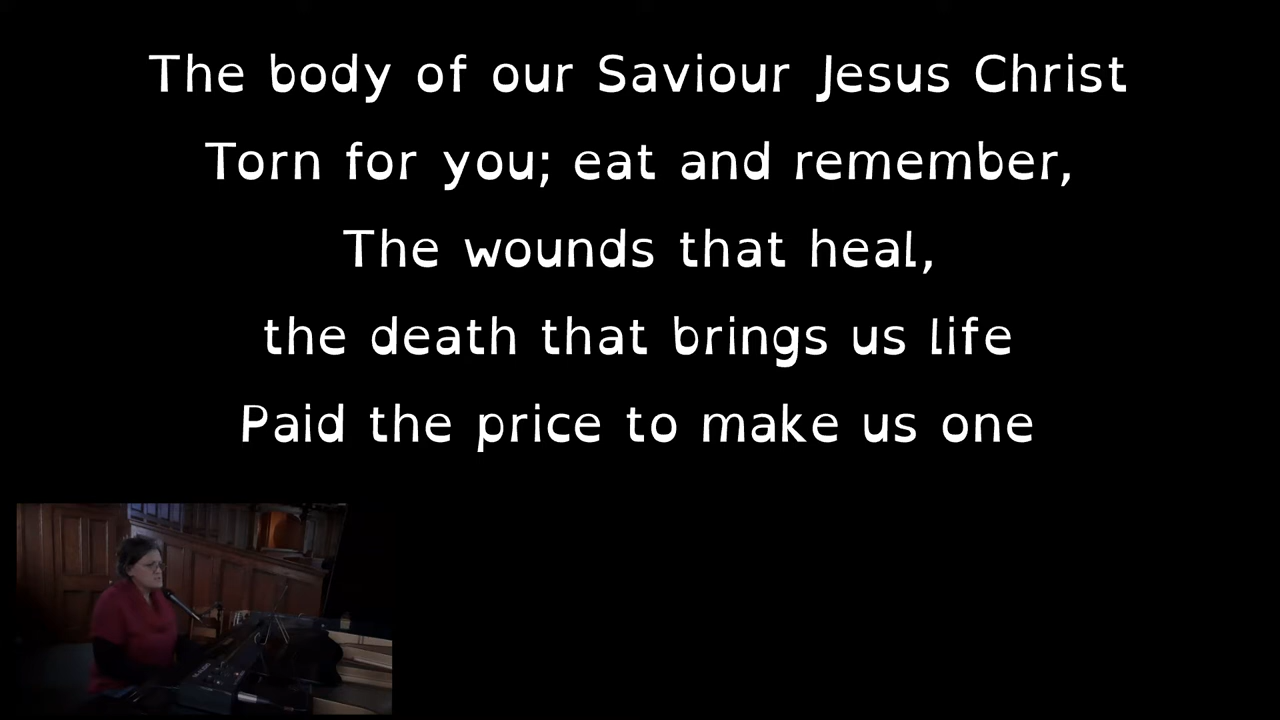 The body of our Saviour Jesus Christ
Torn for you; eat and remember,
The wounds that heal,
the death that brings us life
Paid the price to make us one